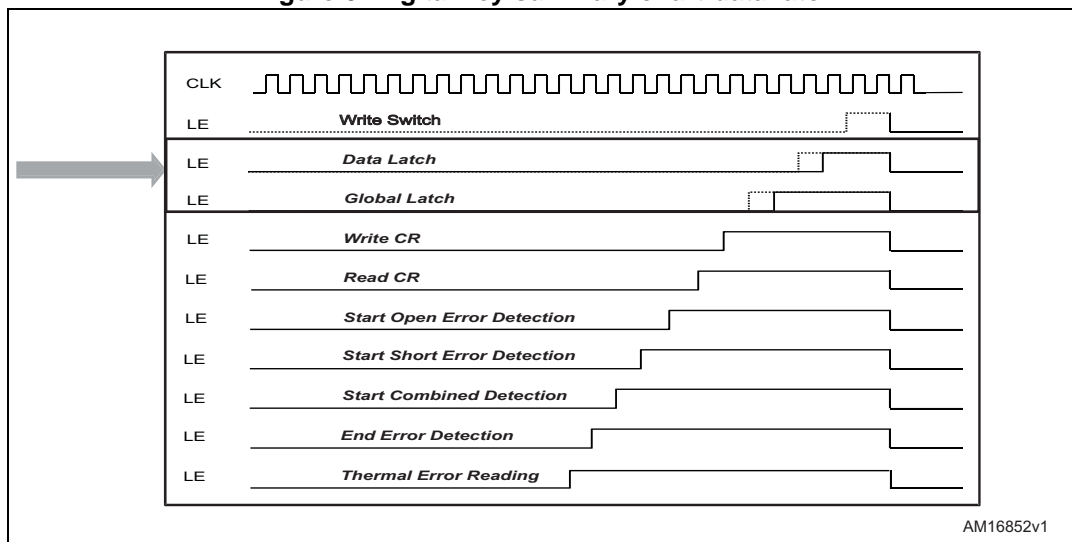 CLK
LE Write Switch
LE Data Latch
LE Global Latch
LE Write CR
LE Read CR
LE Start Open Error Detection
LE Start Short Error Detection
LE Start Combined Detection
LE End Error Detection
LE Thermal Error Reading
AM16852v1